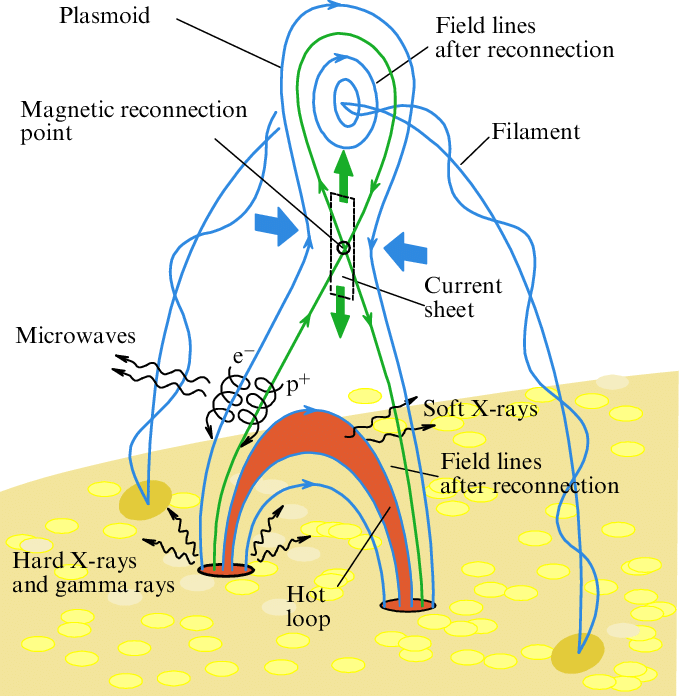 Plasmoid
Field lines
after reconnection
Magnetic reconnection
point
Filament
Current
sheet
Microwaves
e⁻
p⁺
Soft X-rays
Field lines
after reconnection
Hard X-rays
and gamma rays
Hot
loop